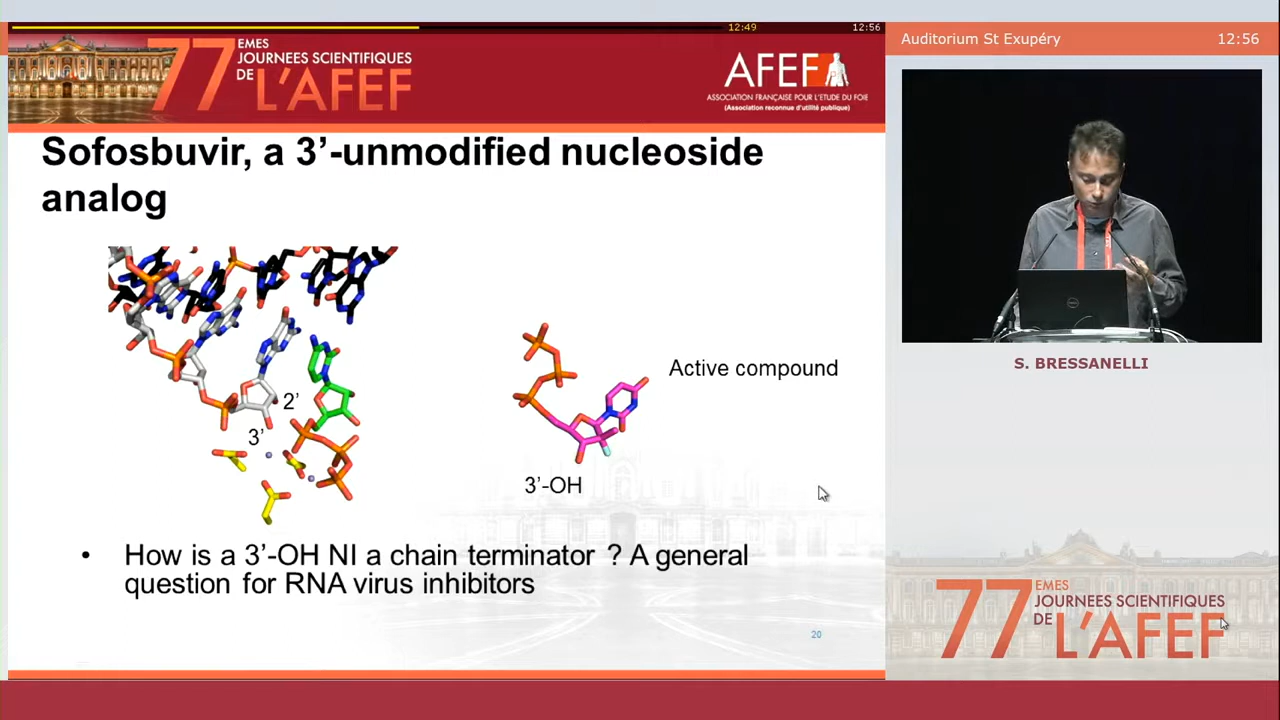 12:49
12:56
77 EMES
JOURNEES SCIENTIFIQUES
DE L'AFEF
AFEF
ASSOCIATION FRANÇAISE POUR L'ETUDE DU FOIE
(Association reconnue d'utilité publique)
Sofosbuvir, a 3’-unmodified nucleoside
analog
2’
3’
Active compound
3’-OH
• How is a 3’-OH NI a chain terminator ? A general
question for RNA virus inhibitors
20
Auditorium St Exupéry
12:56
S. BRESSANELLI
77 EMES
JOURNEES SCIENTIFIQUES
DE L'AFEF